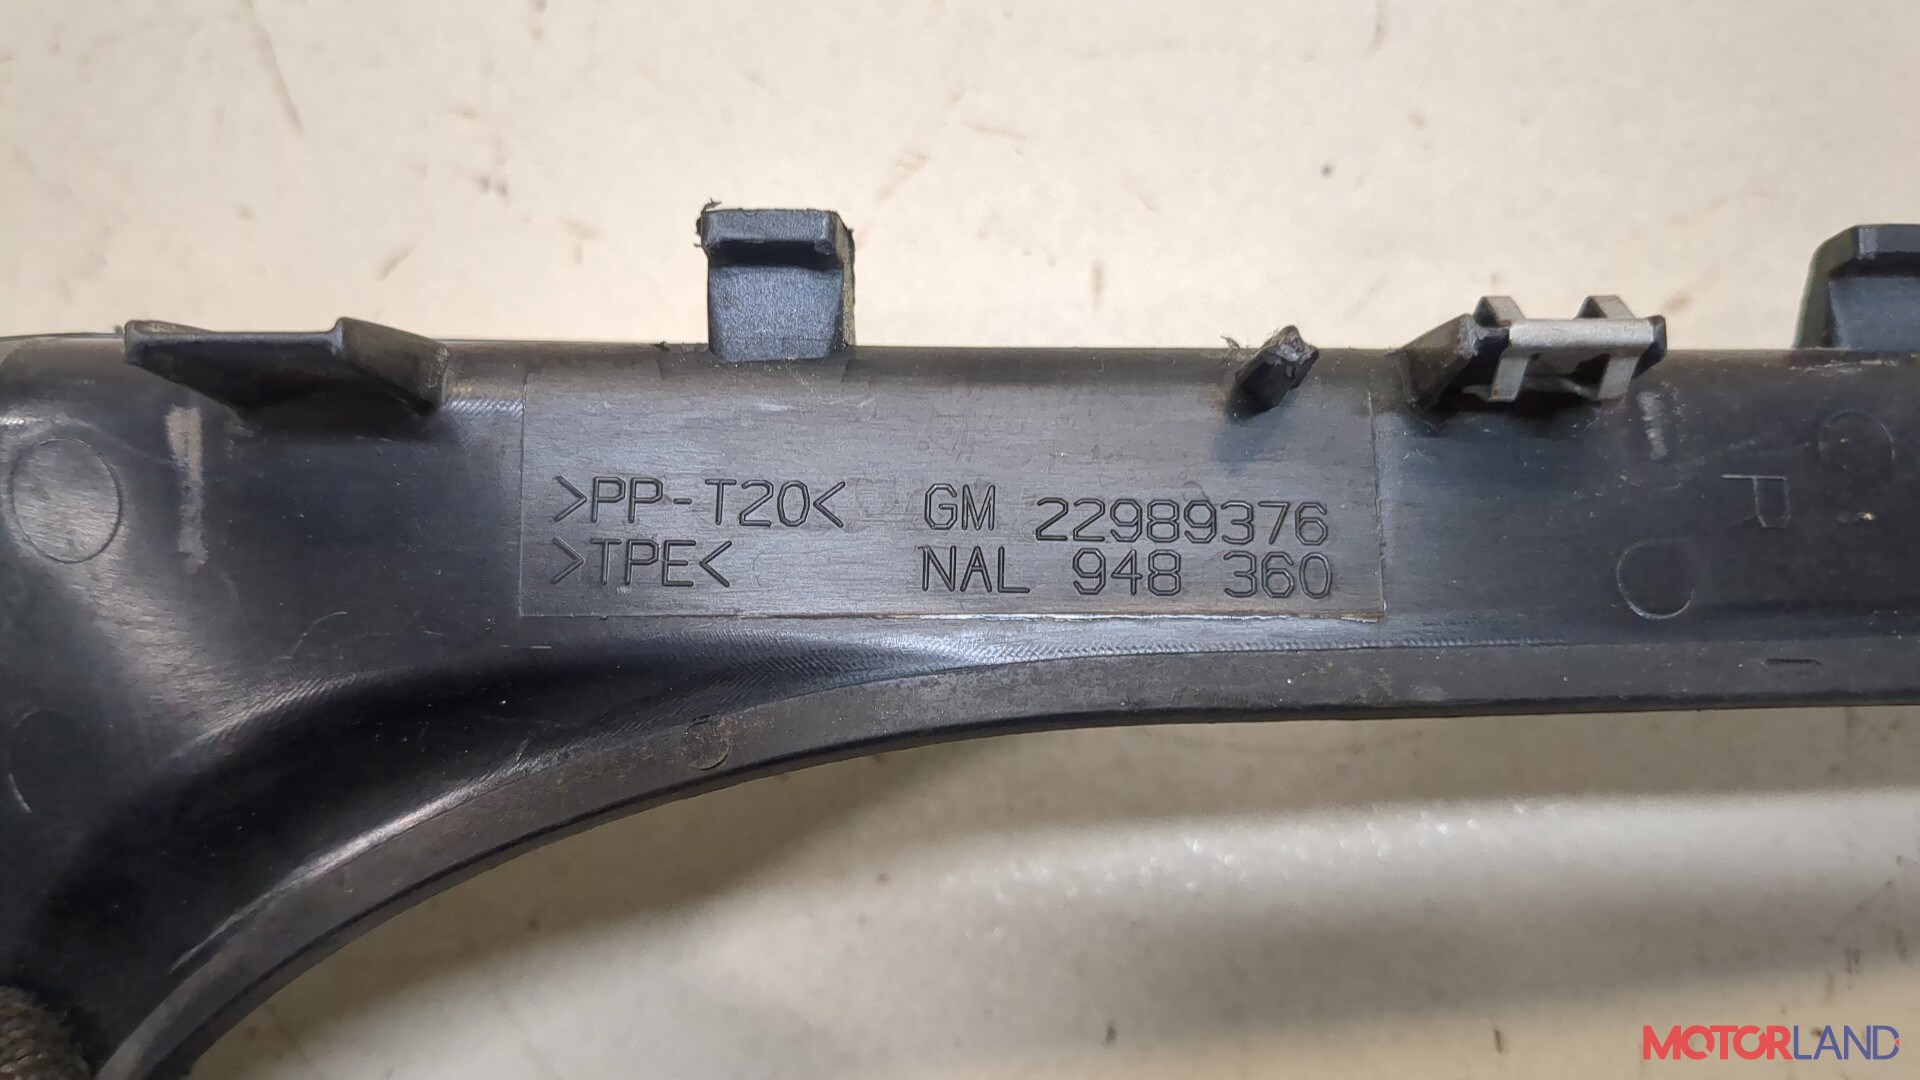 >PP-T20< GM 22989376
>TPE< NAL 948 360
R
MOTORLAND